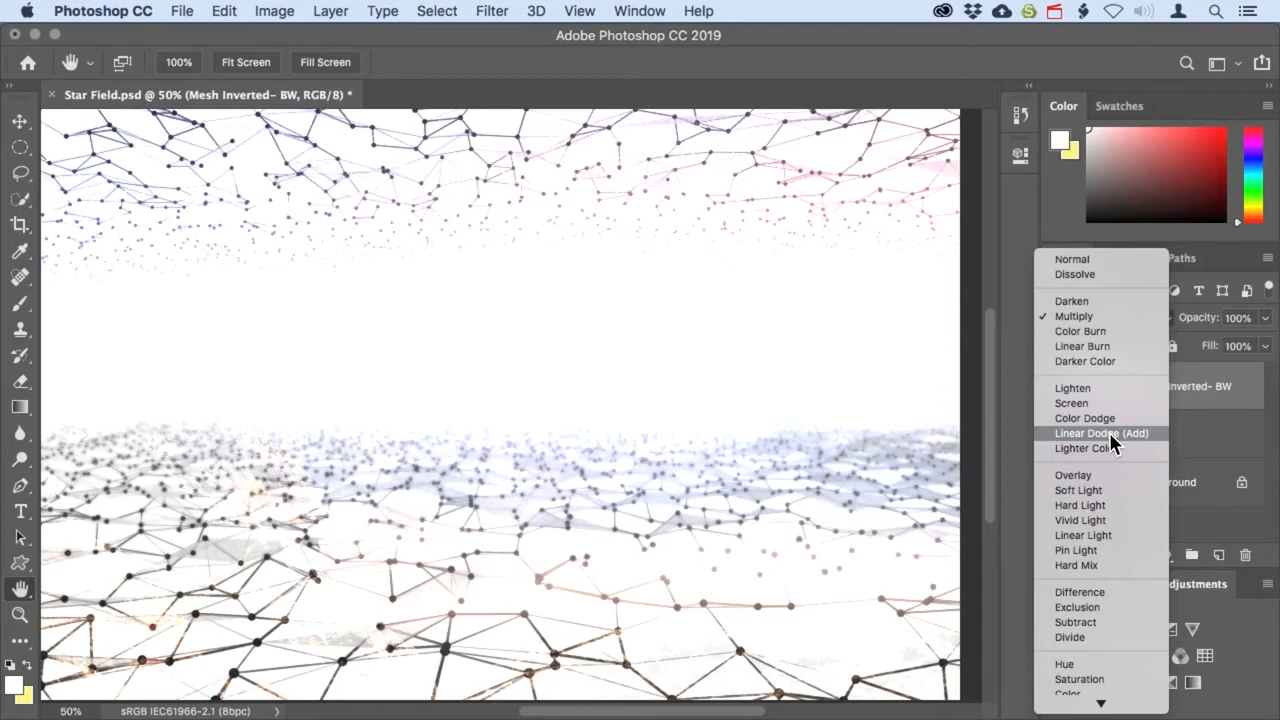 Photoshop CC File Edit Image Layer Type Select Filter 3D View Window Help
Adobe Photoshop CC 2019
100% Fit Screen Fill Screen
× Star Field.psd @ 50% (Mesh Inverted- BW, RGB/8) *
Color Swatches
Paths
Normal
Dissolve
Darken
✓ Multiply
Color Burn
Linear Burn
Darker Color
Lighten
Screen
Color Dodge
Linear Dodge (Add)
Lighter
Overlay
Soft Light
Hard Light
Vivid Light
Linear Light
Pin Light
Hard Mix
Difference
Exclusion
Subtract
Divide
Hue
Saturation
Color
Opacity: 100%
Fill: 100%
Inverted- BW
round
djustments
50% sRGB IEC61966-2.1 (8bpc)